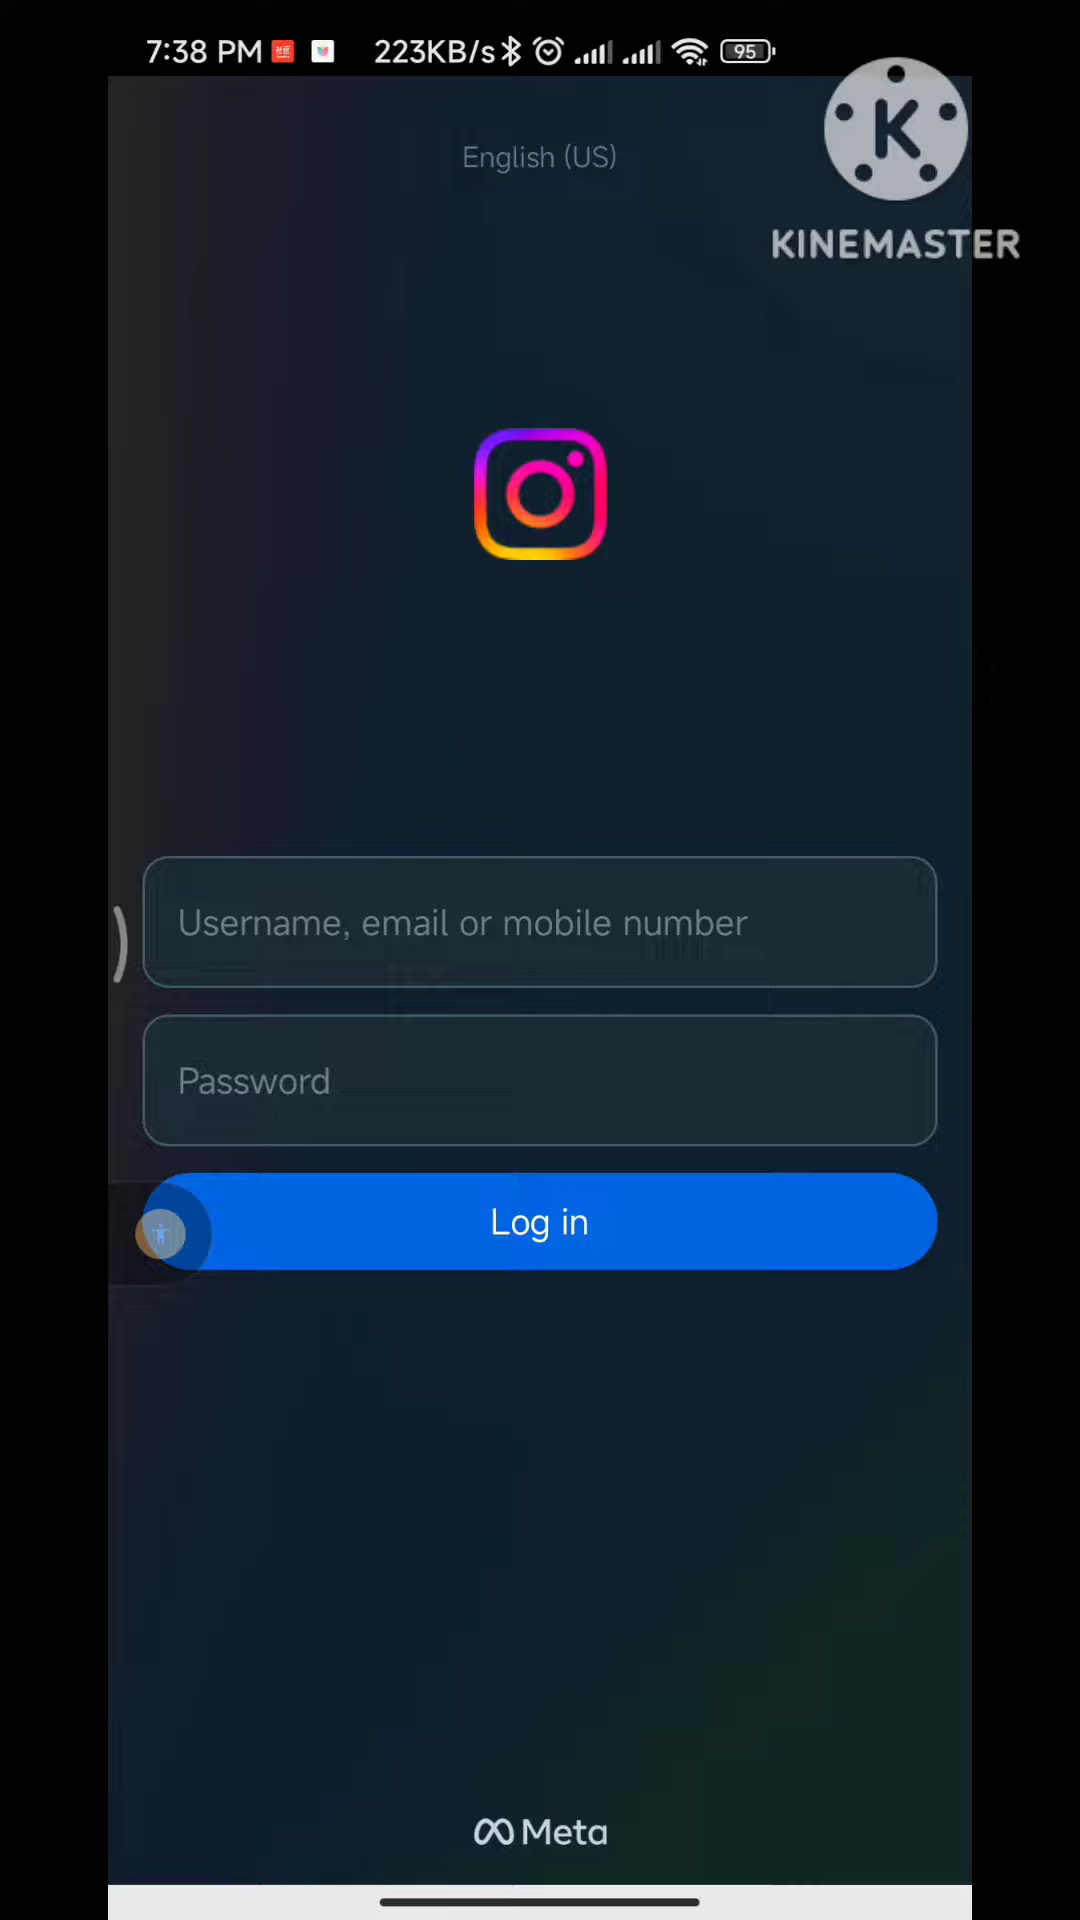 7:38 PM 223KB/s 95
English (US)
K
KINEMASTER
Username, email or mobile number
Password
Log in
Meta